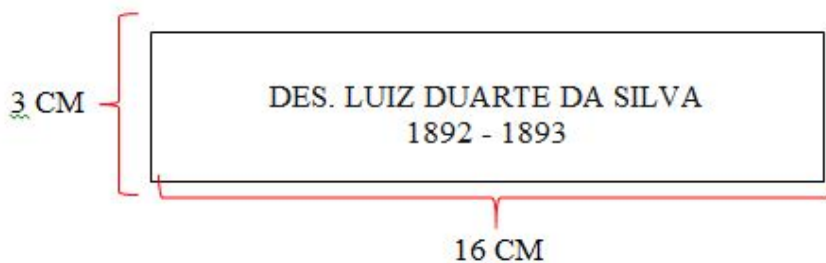 3 CM
DES. LUIZ DUARTE DA SILVA
1892 - 1893
16 CM